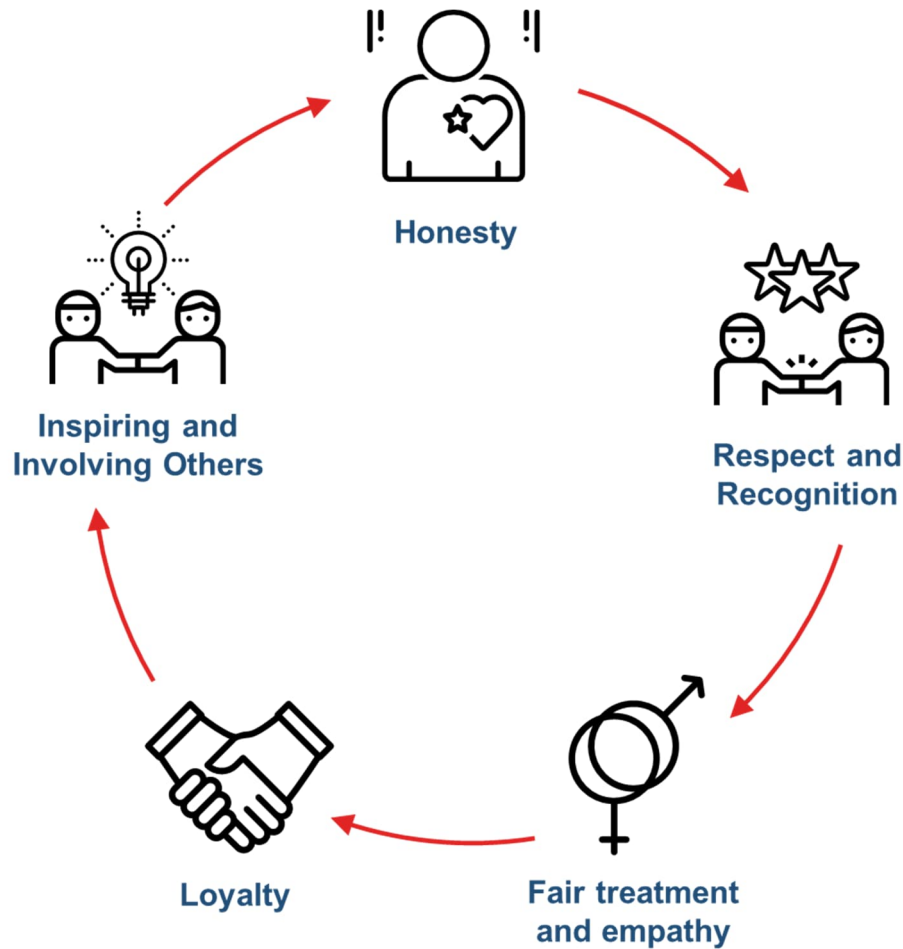 Honesty
Respect and
Recognition
Fair treatment
and empathy
Loyalty
Inspiring and
Involving Others